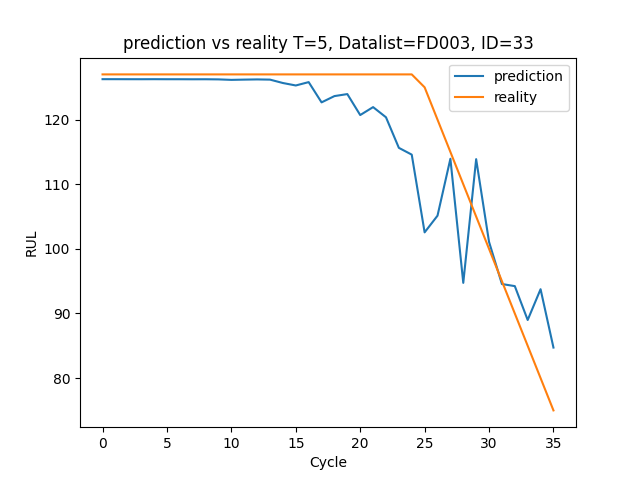 prediction vs reality T=5, Datalist=FD003, ID=33
prediction
reality
RUL
120
110
100
90
80
0 5 10 15 20 25 30 35
Cycle